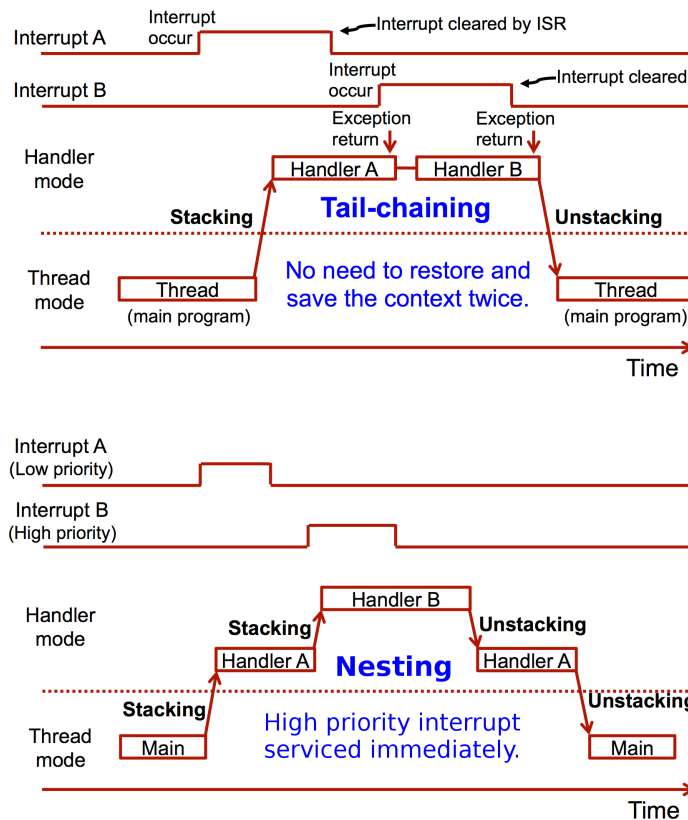 Interrupt A
Interrupt
occur
Interrupt cleared by ISR
Interrupt B
Interrupt
occur
Interrupt cleared
Exception
return
Exception
return
Handler
mode
Handler A
Handler B
Stacking
Tail-chaining
Unstacking
Thread
mode
Thread
(main program)
No need to restore and
save the context twice.
Thread
(main program)
Time
Interrupt A
(Low priority)
Interrupt B
(High priority)
Handler
mode
Handler B
Stacking
Unstacking
Handler A
Nesting
Handler A
Stacking
Unstacking
Thread
mode
Main
High priority interrupt
serviced immediately.
Main
Time